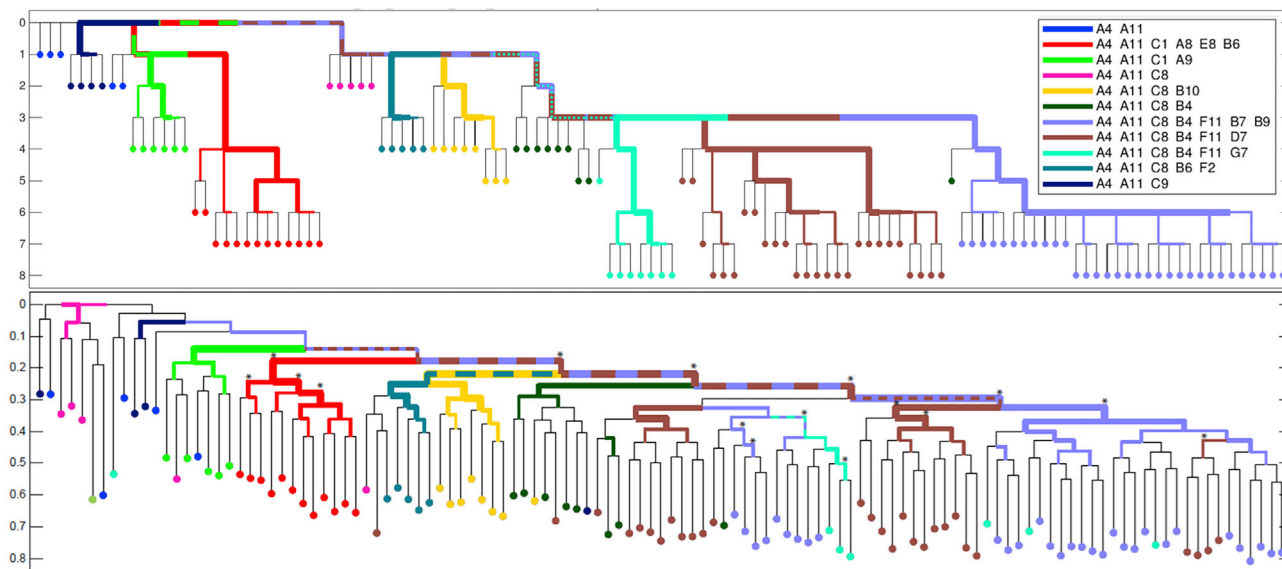 0
1
2
3
4
5
6
7
8
A4 A11
A4 A11 C1 A8 E8 B6
A4 A11 C1 A9
A4 A11 C8
A4 A11 C8 B10
A4 A11 C8 B4
A4 A11 C8 B4 F11 B7 B9
A4 A11 C8 B4 F11 D7
A4 A11 C8 B4 F11 G7
A4 A11 C8 B6 F2
A4 A11 C9
0
0.1
0.2
0.3
0.4
0.5
0.6
0.7
0.8